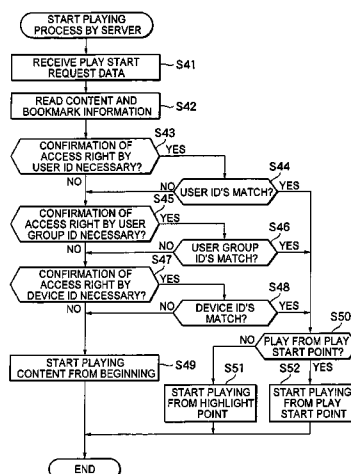 START PLAYING
PROCESS BY SERVER
RECEIVE PLAY START
REQUEST DATA
S41
READ CONTENT AND
BOOKMARK INFORMATION
S42
S43
CONFIRMATION OF
ACCESS RIGHT BY
USER ID NECESSARY?
YES
NO
S44
USER ID'S MATCH?
NO
YES
S45
CONFIRMATION OF
ACCESS RIGHT BY USER
GROUP ID NECESSARY?
YES
NO
S46
USER GROUP
ID'S MATCH?
NO
YES
S47
CONFIRMATION OF
ACCESS RIGHT BY
DEVICE ID NECESSARY?
YES
NO
S48
DEVICE ID'S
MATCH?
NO
YES
S50
PLAY FROM PLAY
START POINT?
NO
YES
S49
START PLAYING
CONTENT FROM BEGINNING
S51
START PLAYING
FROM HIGHLIGHT
POINT
S52
START PLAYING
FROM PLAY
START POINT
END